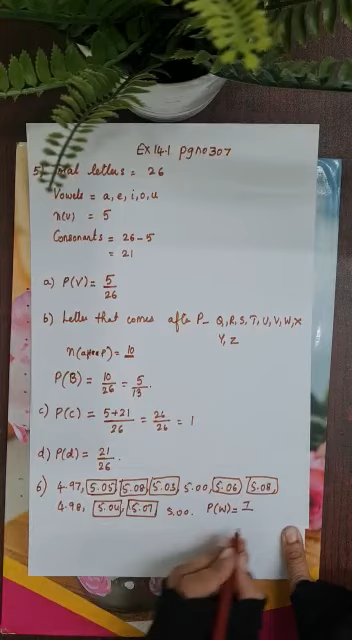 Ex 14.1 pg no 307
5) Total letters = 26
Vowels = a, e, i, o, u
n(v) = 5
Consonants = 26 - 5
= 21
a) P(V) = 5/26
b) Letter that comes after P_ Q, R, S, T, U, V, W, X
Y, Z
n(after P) = 10
P(B) = 10/26 = 5/13.
c) P(C) = 5+21/26 = 26/26 = 1
d) P(d) = 21/26.
6) 4.97, 5.05, 5.08, 5.03, 5.00, 5.06, 5.08,
4.98, 5.04, 5.07 5.00. P(W) = 7